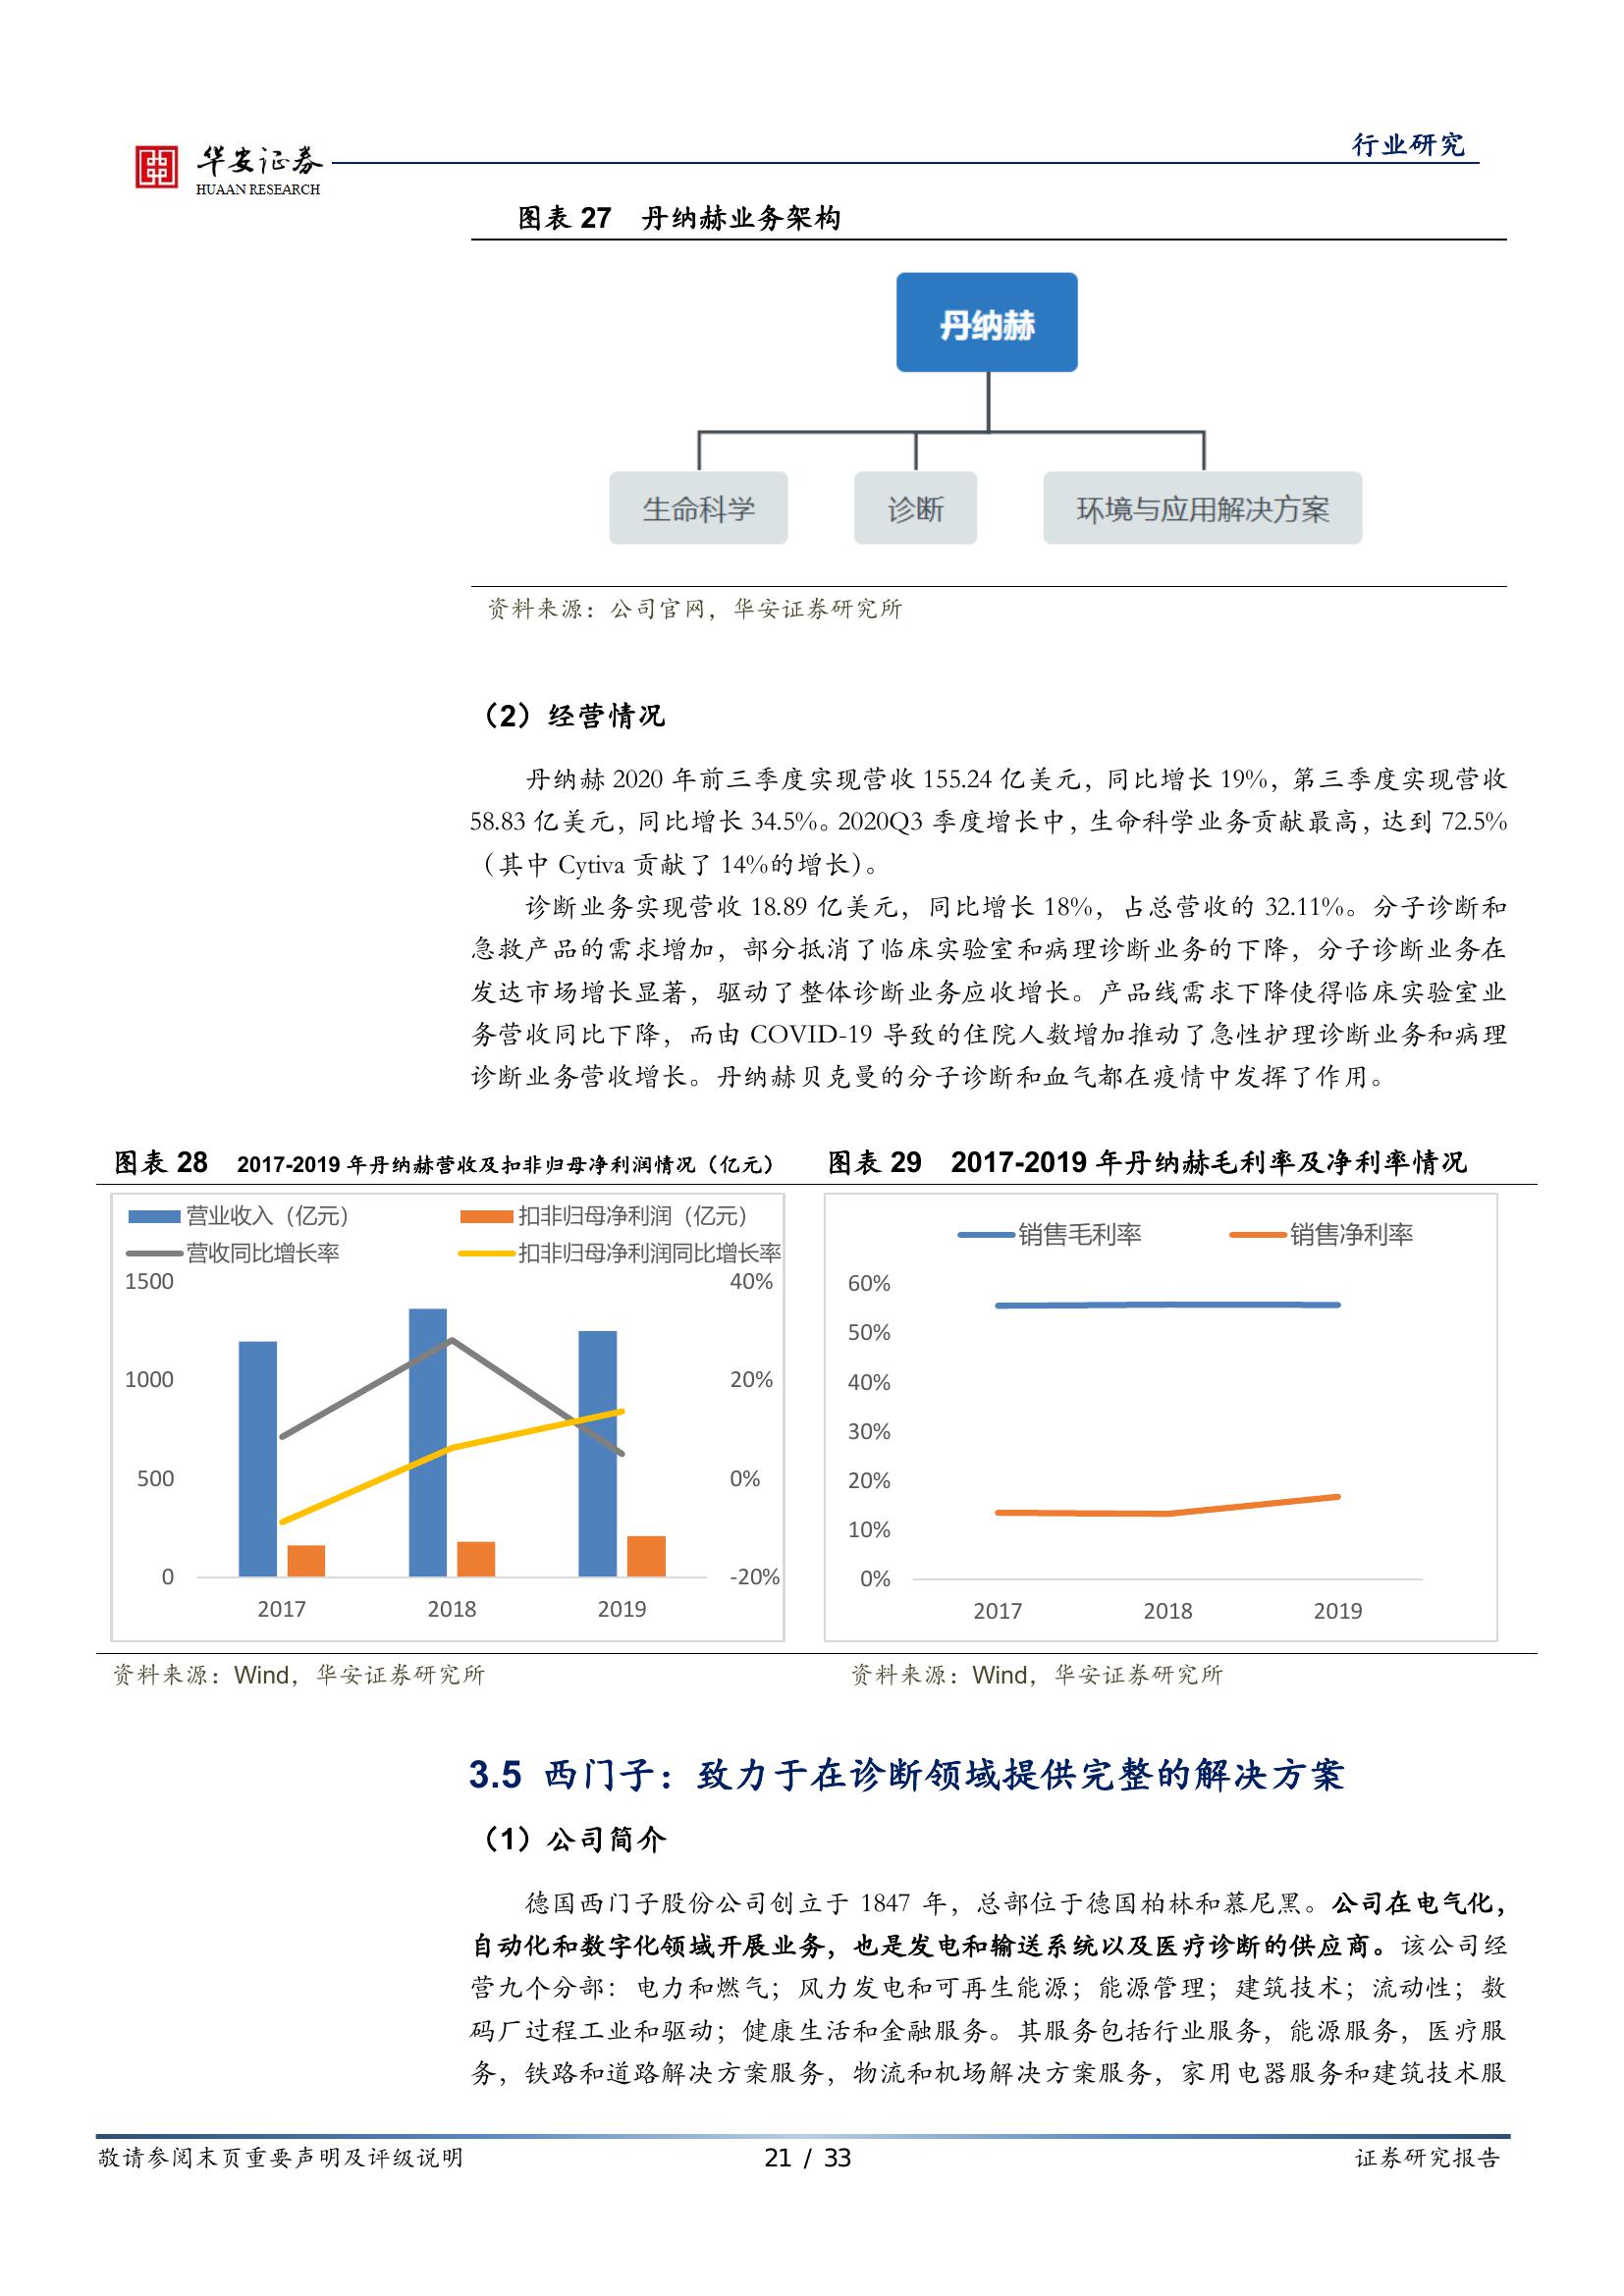 华安证券
HUAAN RESEARCH
行业研究
图表 27 丹纳赫业务架构
丹纳赫
生命科学
诊断
环境与应用解决方案
资料来源：公司官网，华安证券研究所
（2）经营情况
丹纳赫 2020 年前三季度实现营收 155.24 亿美元，同比增长 19%，第三季度实现营收
58.83 亿美元，同比增长 34.5%。2020Q3 季度增长中，生命科学业务贡献最高，达到 72.5%
（其中 Cytiva 贡献了 14%的增长）。
诊断业务实现营收 18.89 亿美元，同比增长 18%，占总营收的 32.11%。分子诊断和
急救产品的需求增加，部分抵消了临床实验室和病理诊断业务的下降，分子诊断业务在
发达市场增长显著，驱动了整体诊断业务应收增长。产品线需求下降使得临床实验室业
务营收同比下降，而由 COVID-19 导致的住院人数增加推动了急性护理诊断业务和病理
诊断业务营收增长。丹纳赫贝克曼的分子诊断和血气都在疫情中发挥了作用。
图表 28 2017-2019 年丹纳赫营收及扣非归母净利润情况（亿元）
营业收入（亿元）
扣非归母净利润（亿元）
营收同比增长率
扣非归母净利润同比增长率
1500
1000
500
0
40%
20%
0%
-20%
2017
2018
2019
资料来源：Wind，华安证券研究所
图表 29 2017-2019 年丹纳赫毛利率及净利率情况
销售毛利率
销售净利率
60%
50%
40%
30%
20%
10%
0%
2017
2018
2019
资料来源：Wind，华安证券研究所
3.5 西门子：致力于在诊断领域提供完整的解决方案
（1）公司简介
德国西门子股份公司创立于 1847 年，总部位于德国柏林和慕尼黑。公司在电气化，
自动化和数字化领域开展业务，也是发电和输送系统以及医疗诊断的供应商。该公司经
营九个分部：电力和燃气；风力发电和可再生能源；能源管理；建筑技术；流动性；数
码厂过程工业和驱动；健康生活和金融服务。其服务包括行业服务，能源服务，医疗服
务，铁路和道路解决方案服务，物流和机场解决方案服务，家用电器服务和建筑技术服
敬请参阅末页重要声明及评级说明
21 / 33
证券研究报告